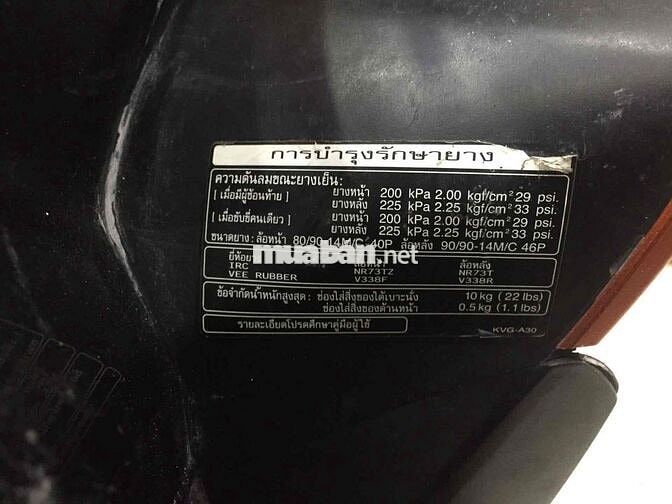 การบำรุงรักษายาง
ความดันลมขณะยางเย็น:
[ เมื่อมีผู้ซ้อนท้าย ] ยางหน้า 200 kPa 2.00 kgf/cm² 29 psi.
ยางหลัง 225 kPa 2.25 kgf/cm² 33 psi.
[ เมื่อขับขี่คนเดียว ] ยางหน้า 200 kPa 2.00 kgf/cm² 29 psi.
ยางหลัง 225 kPa 2.25 kgf/cm² 33 psi.
ขนาดยาง: ล้อหน้า 80/90-14M/C 40P ล้อหลัง 90/90-14M/C 46P
muaban.net
ยี่ห้อยาง ล้อหน้า ล้อหลัง
IRC NR73TZ NR73T
VEE RUBBER V338F V338R
ข้อจำกัดน้ำหนักสูงสุด: ช่องใส่สิ่งของใต้เบาะนั่ง 10 kg (22 lbs)
ช่องใส่สิ่งของด้านหน้า 0.5 kg (1.1 lbs)
รายละเอียดโปรดศึกษาคู่มือผู้ใช้ KVG-A30